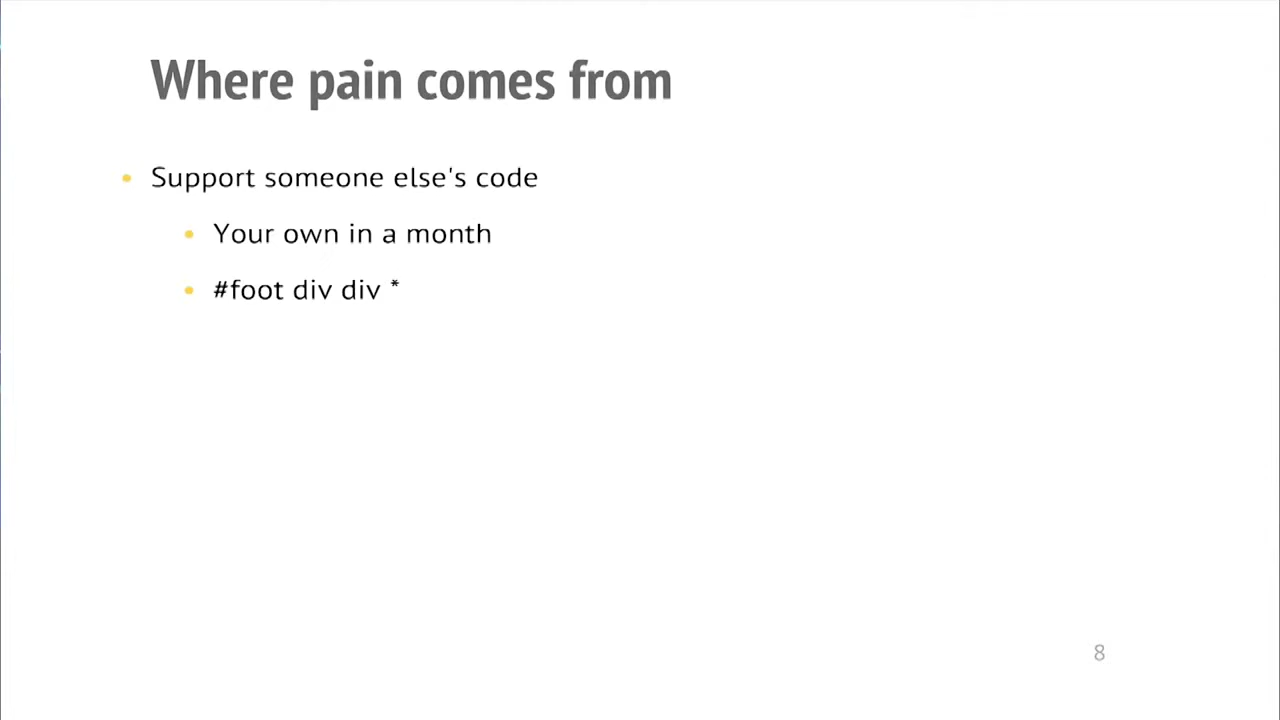 Where pain comes from
Support someone else's code
Your own in a month
#foot div div *
8